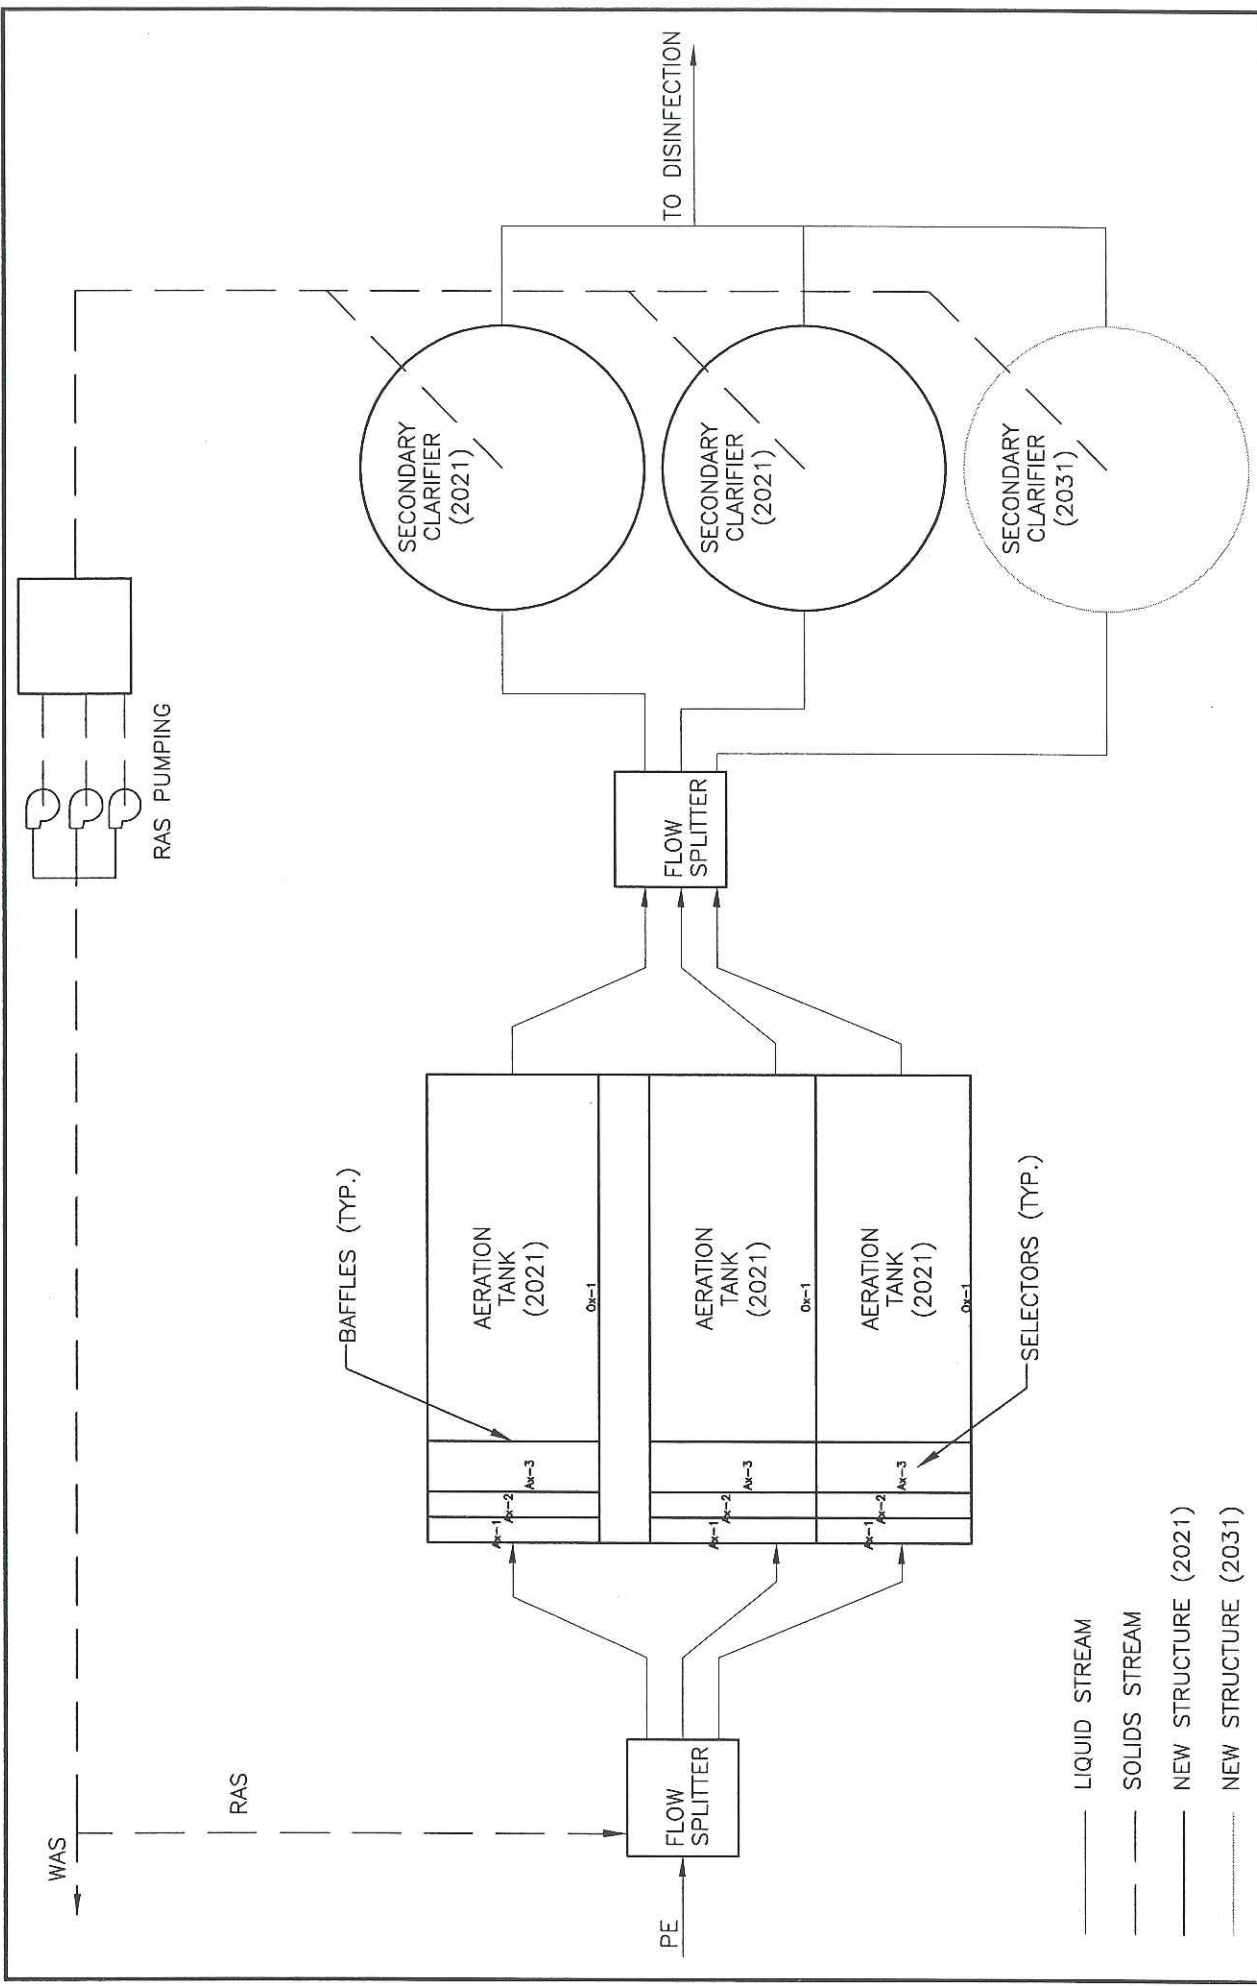 WAS
RAS
RAS PUMPING
PE
FLOW
SPLITTER
BAFFLES (TYP.)
Ax-1
Ax-2
Ax-3
AERATION
TANK
(2021)
Ox-1
Ax-1
Ax-2
Ax-3
AERATION
TANK
(2021)
Ox-1
Ax-1
Ax-2
Ax-3
AERATION
TANK
(2021)
Ox-1
SELECTORS (TYP.)
FLOW
SPLITTER
SECONDARY
CLARIFIER
(2021)
SECONDARY
CLARIFIER
(2021)
SECONDARY
CLARIFIER
(2031)
TO DISINFECTION
LIQUID STREAM
SOLIDS STREAM
NEW STRUCTURE (2021)
NEW STRUCTURE (2031)